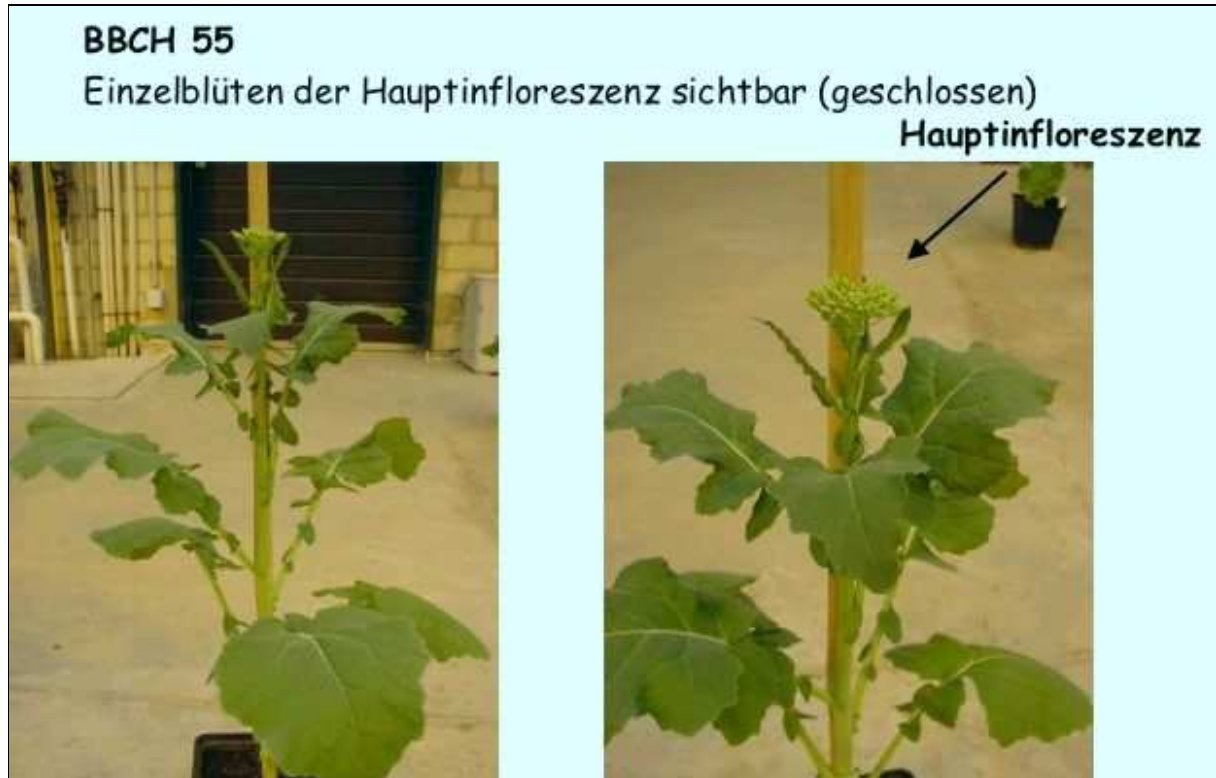 BBCH 55
Einzelblüten der Hauptinfloreszenz sichtbar (geschlossen)
Hauptinfloreszenz